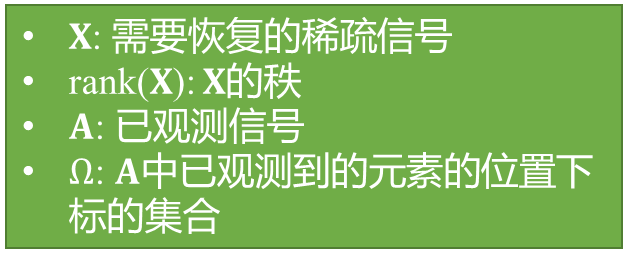 • X: 需要恢复的稀疏信号
• rank(X): X的秩
• A: 已观测信号
• Ω: A中已观测到的元素的位置下
标的集合